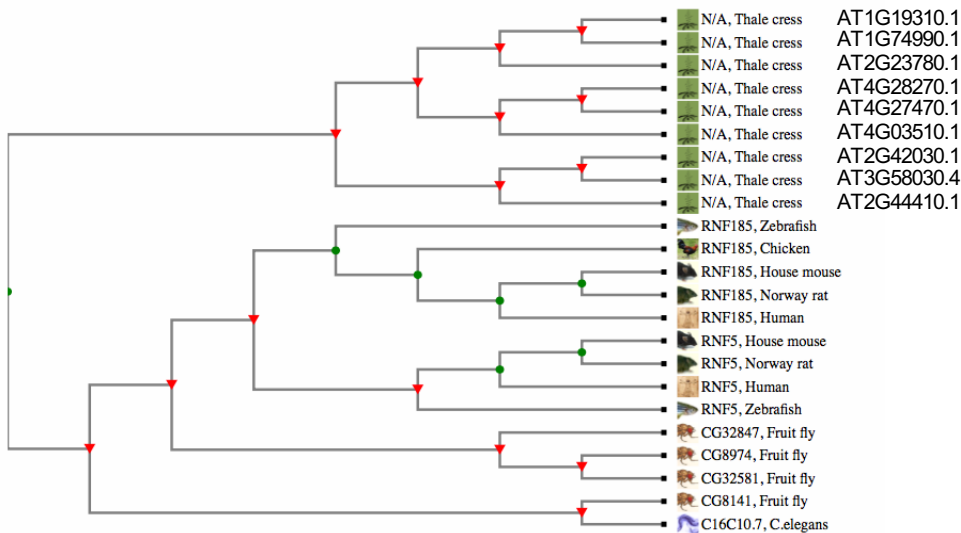 N/A, Thale cress AT1G19310.1
N/A, Thale cress AT1G74990.1
N/A, Thale cress AT2G23780.1
N/A, Thale cress AT4G28270.1
N/A, Thale cress AT4G27470.1
N/A, Thale cress AT4G03510.1
N/A, Thale cress AT2G42030.1
N/A, Thale cress AT3G58030.4
N/A, Thale cress AT2G44410.1
RNF185, Zebrafish
RNF185, Chicken
RNF185, House mouse
RNF185, Norway rat
RNF185, Human
RNF5, House mouse
RNF5, Norway rat
RNF5, Human
RNF5, Zebrafish
CG32847, Fruit fly
CG8974, Fruit fly
CG32581, Fruit fly
CG8141, Fruit fly
C16C10.7, C.elegans